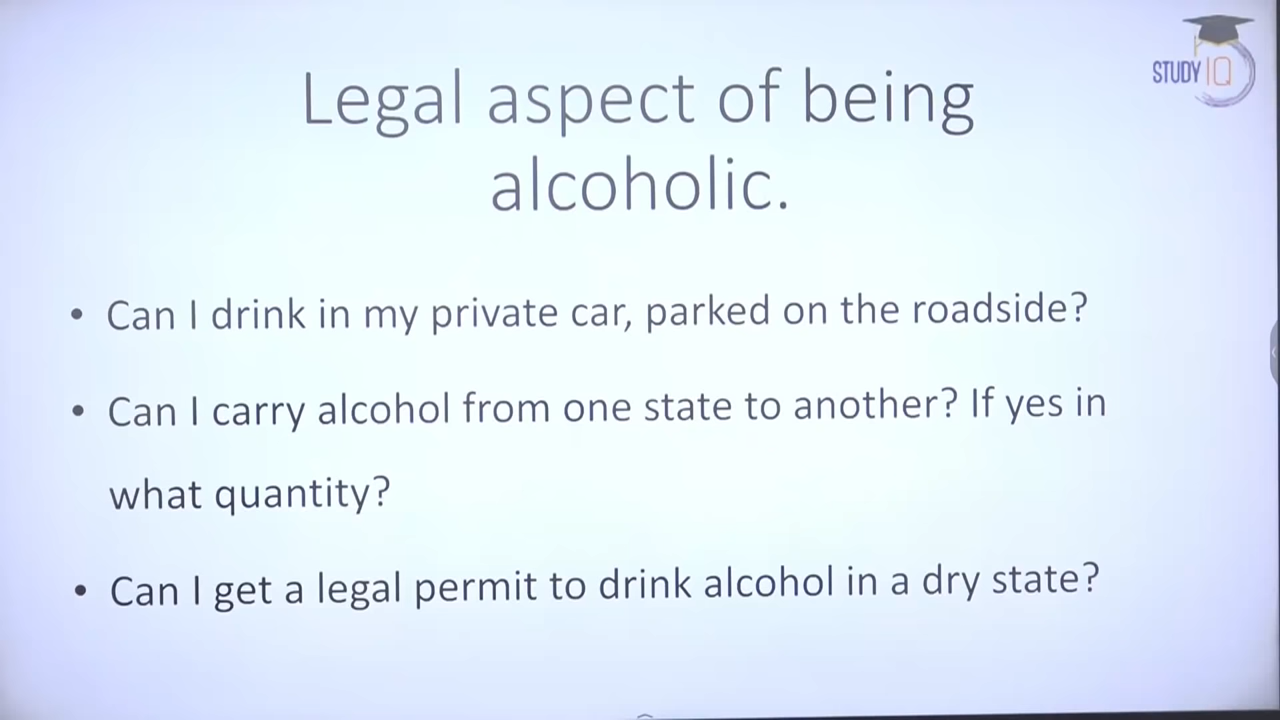 STUDY IQ
Legal aspect of being
alcoholic.
• Can I drink in my private car, parked on the roadside?
• Can I carry alcohol from one state to another? If yes in
what quantity?
• Can I get a legal permit to drink alcohol in a dry state?